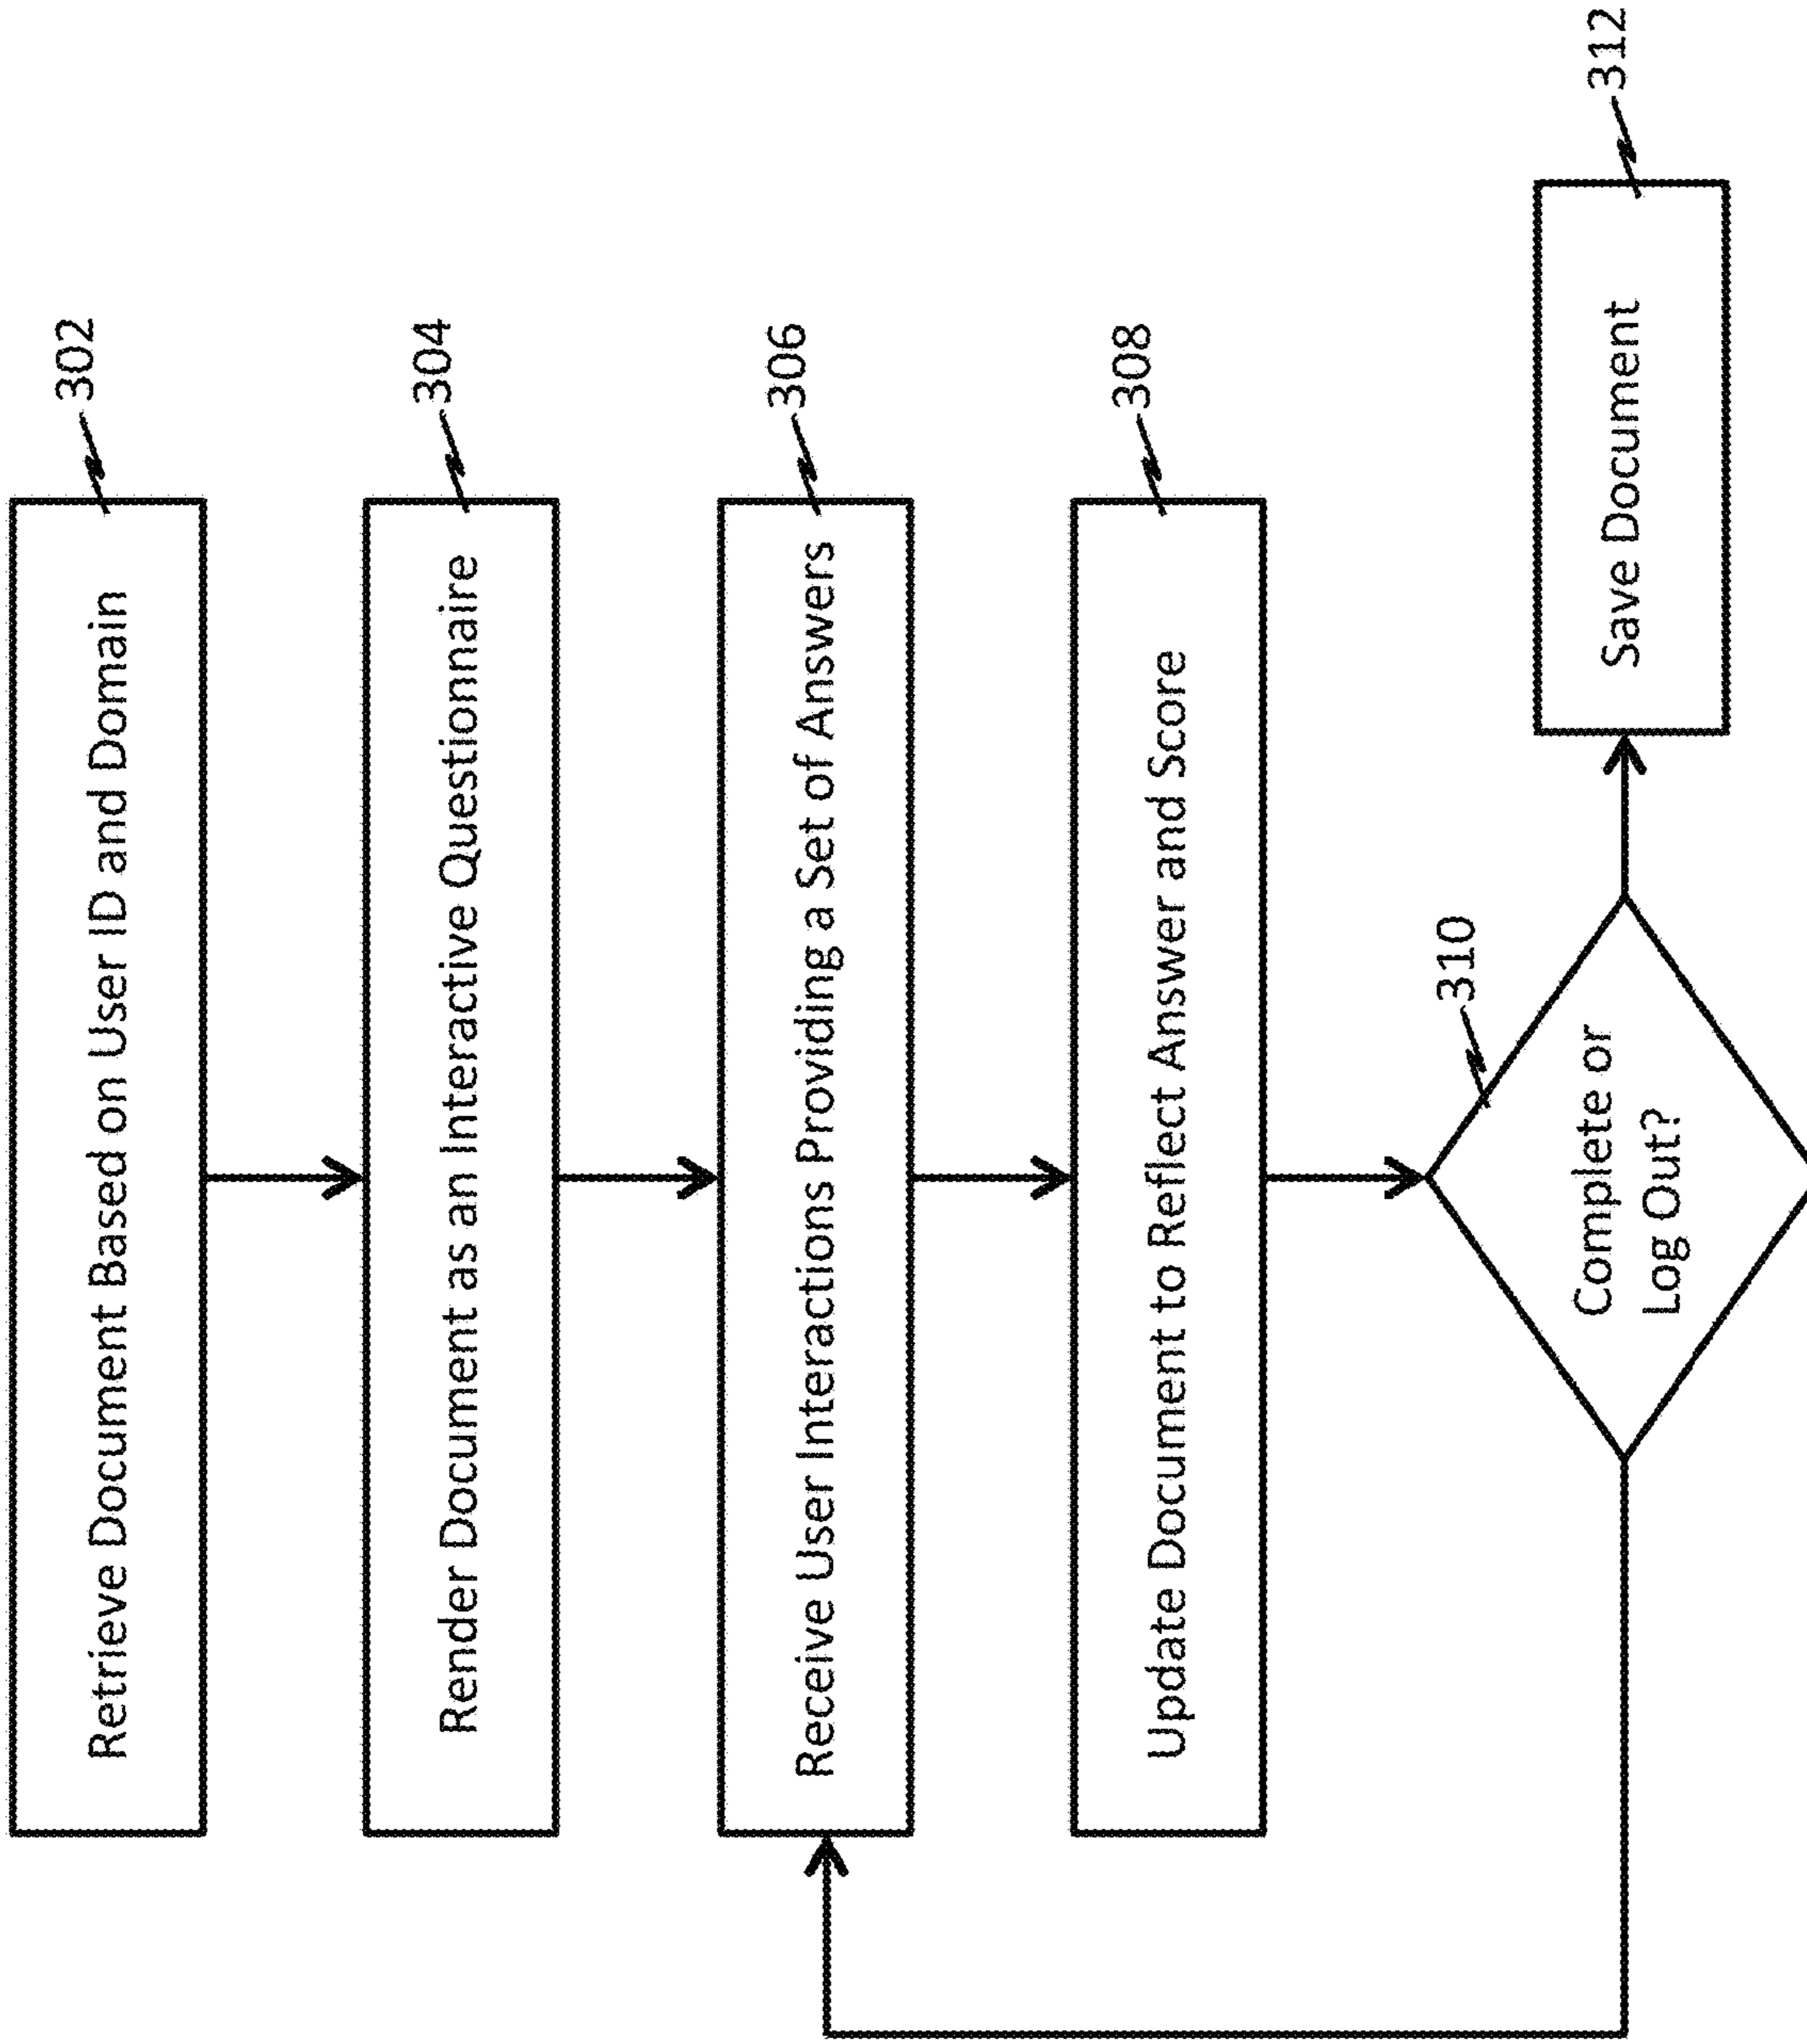 Retrieve Document Based on User ID and Domain
302
Render Document as an Interactive Questionnaire
304
Receive User Interactions Providing a Set of Answers
306
Update Document to Reflect Answer and Score
308
310
Complete or
Log Out?
Save Document
312